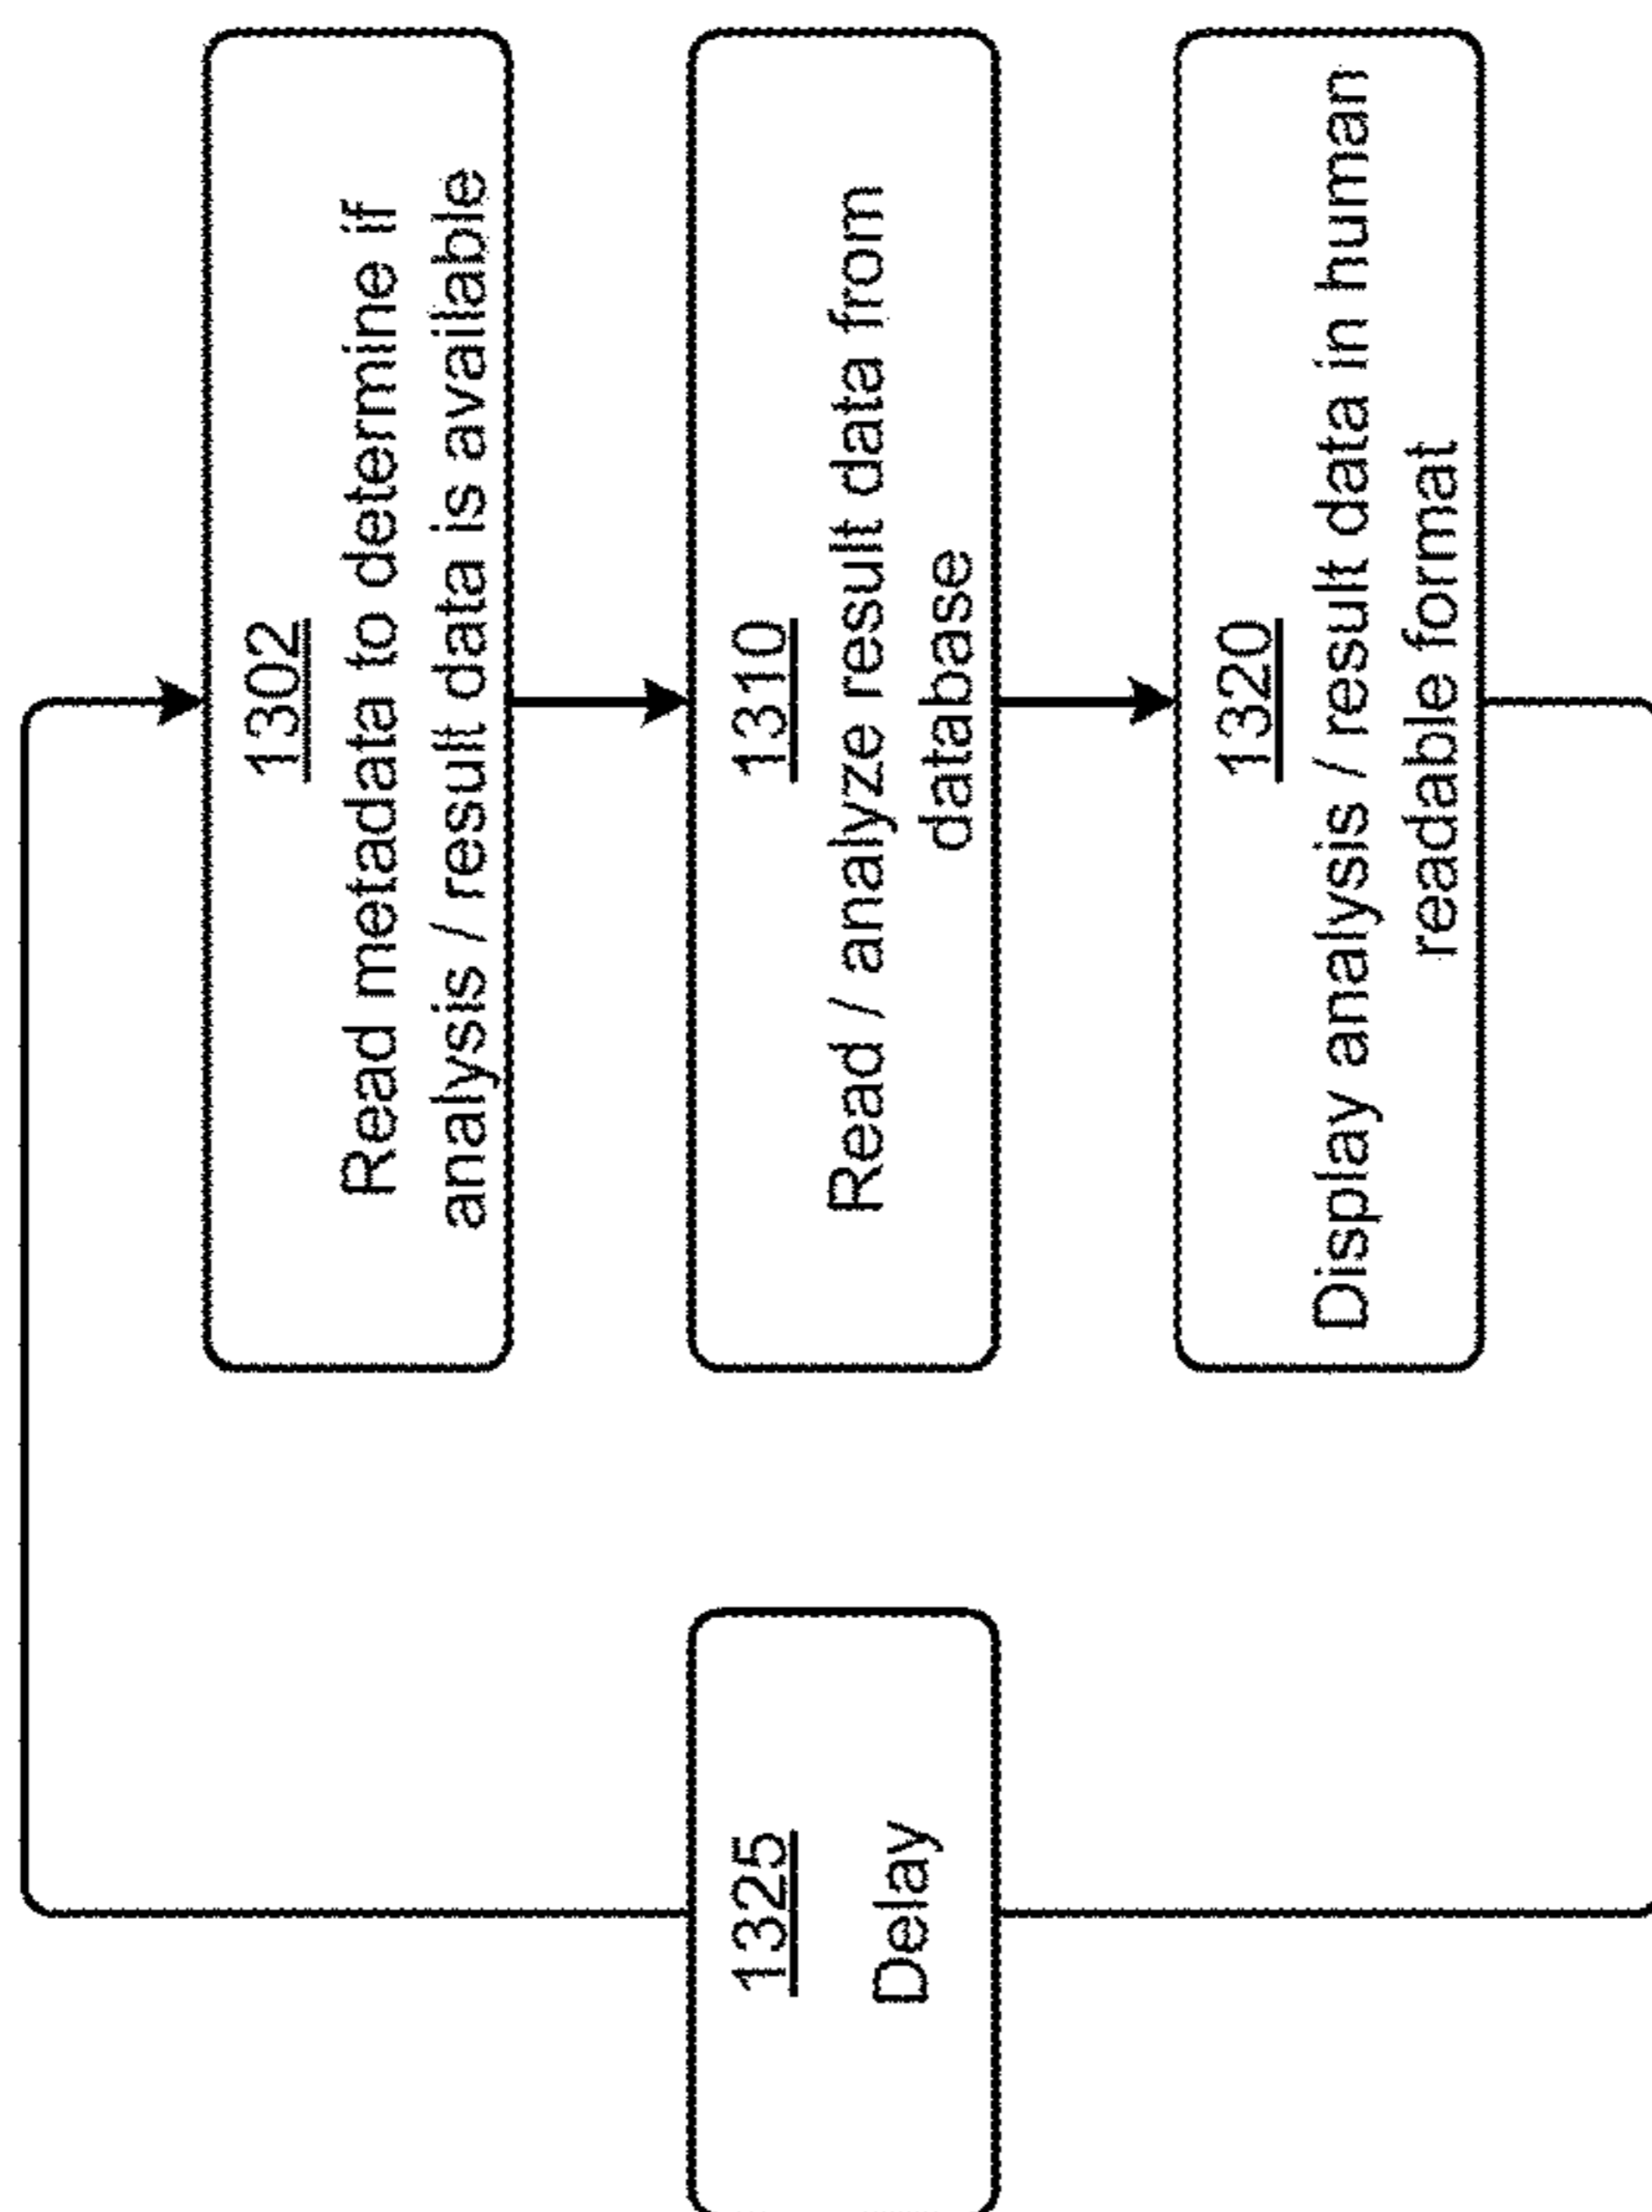 1302
Read metadata to determine if
analysis / result data is available
1310
Read / analyze result data from
database
1320
Display analysis / result data in human
readable format
1325
Delay